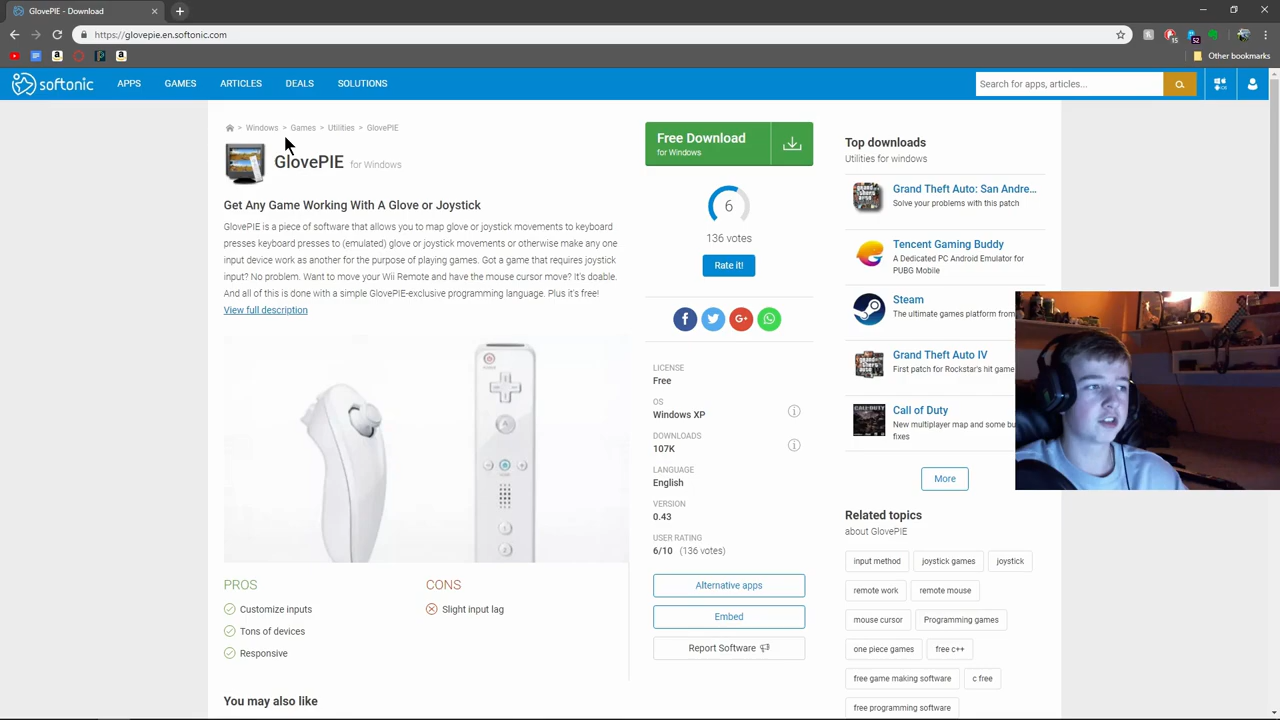 GlovePIE - Download
https://glovepie.en.softonic.com
Other bookmarks
softonic
APPS
GAMES
ARTICLES
DEALS
SOLUTIONS
Search for apps, articles...
> Windows > Games > Utilities > GlovePIE
GlovePIE for Windows
Get Any Game Working With A Glove or Joystick
GlovePIE is a piece of software that allows you to map glove or joystick movements to keyboard
presses keyboard presses to (emulated) glove or joystick movements or otherwise make any one
input device work as another for the purpose of playing games. Got a game that requires joystick
input? No problem. Want to move your Wii Remote and have the mouse cursor move? It's doable.
And all of this is done with a simple GlovePIE-exclusive programming language. Plus it's free!
View full description
PROS
Customize inputs
Tons of devices
Responsive
CONS
Slight input lag
You may also like
Free Download
for Windows
6
136 votes
Rate it!
LICENSE
Free
OS
Windows XP
DOWNLOADS
107K
LANGUAGE
English
VERSION
0.43
USER RATING
6/10 (136 votes)
Alternative apps
Embed
Report Software
Top downloads
Utilities for windows
Grand Theft Auto: San Andre...
Solve your problems with this patch
Tencent Gaming Buddy
A Dedicated PC Android Emulator for
PUBG Mobile
Steam
The ultimate games platform from
Grand Theft Auto IV
First patch for Rockstar's hit game
Call of Duty
New multiplayer map and some bu
fixes
More
Related topics
about GlovePIE
input method
joystick games
joystick
remote work
remote mouse
mouse cursor
Programming games
one piece games
free c++
free game making software
c free
free programming software